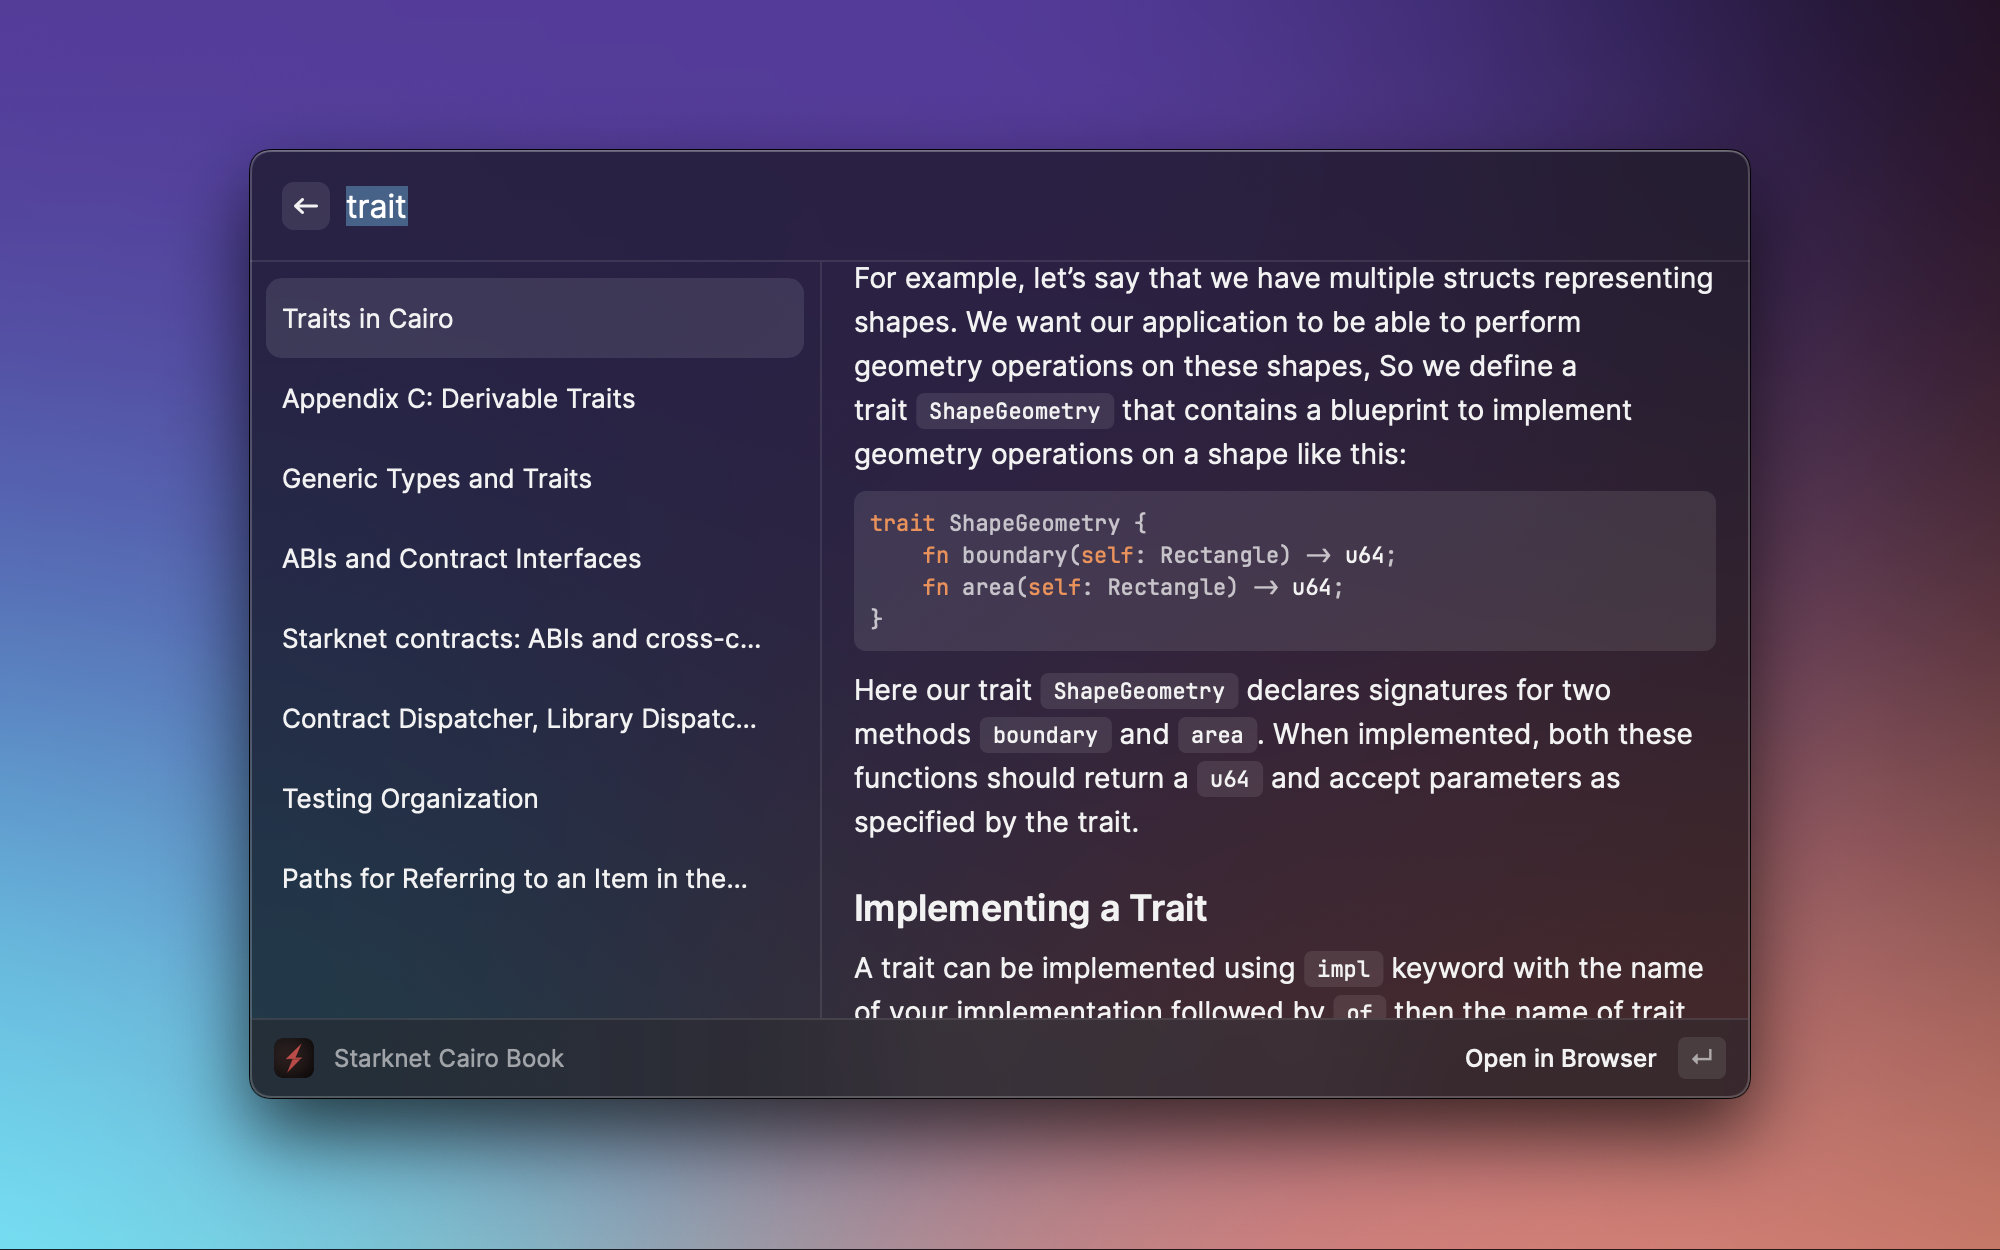 trait
Traits in Cairo
Appendix C: Derivable Traits
Generic Types and Traits
ABIs and Contract Interfaces
Starknet contracts: ABIs and cross-c...
Contract Dispatcher, Library Dispatc...
Testing Organization
Paths for Referring to an Item in the...
For example, let’s say that we have multiple structs representing
shapes. We want our application to be able to perform
geometry operations on these shapes, So we define a
trait ShapeGeometry that contains a blueprint to implement
geometry operations on a shape like this:
trait ShapeGeometry {
    fn boundary(self: Rectangle) -> u64;
    fn area(self: Rectangle) -> u64;
}
Here our trait ShapeGeometry declares signatures for two
methods boundary and area. When implemented, both these
functions should return a u64 and accept parameters as
specified by the trait.
Implementing a Trait
A trait can be implemented using impl keyword with the name
of your implementation followed by of then the name of trait
Starknet Cairo Book
Open in Browser